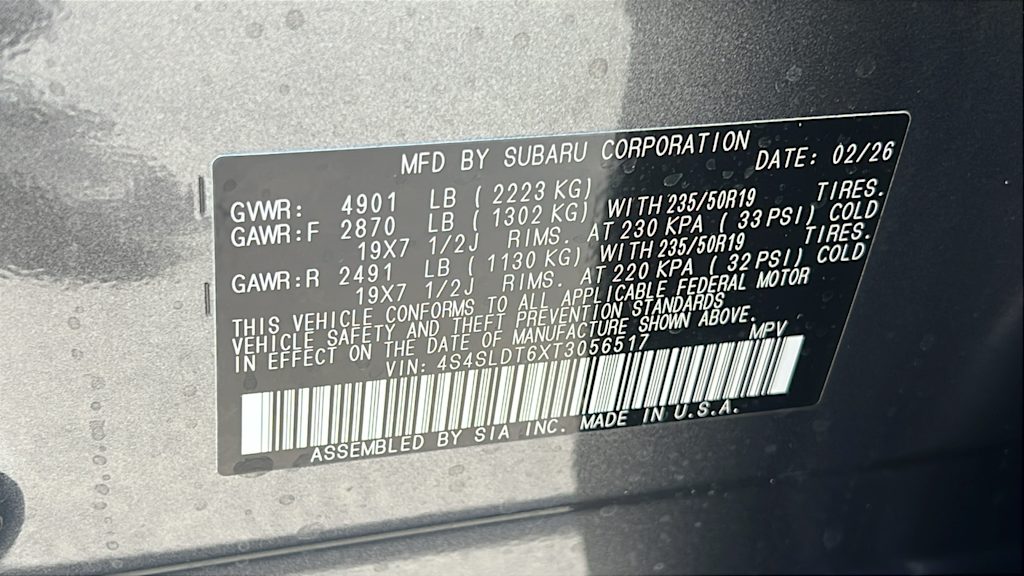 MFD BY SUBARU CORPORATION
DATE: 02/26
GVWR: 4901 LB ( 2223 KG)
GAWR:F 2870 LB ( 1302 KG) WITH 235/50R19 TIRES.
19X7 1/2J RIMS. AT 230 KPA ( 33 PSI) COLD
GAWR:R 2491 LB ( 1130 KG) WITH 235/50R19 TIRES.
19X7 1/2J RIMS. AT 220 KPA ( 32 PSI) COLD
THIS VEHICLE CONFORMS TO ALL APPLICABLE FEDERAL MOTOR
VEHICLE SAFETY AND THEFT PREVENTION STANDARDS
IN EFFECT ON THE DATE OF MANUFACTURE SHOWN ABOVE.
VIN: 4S4SLDT6XT3056517 MPV
ASSEMBLED BY SIA INC. MADE IN U.S.A.